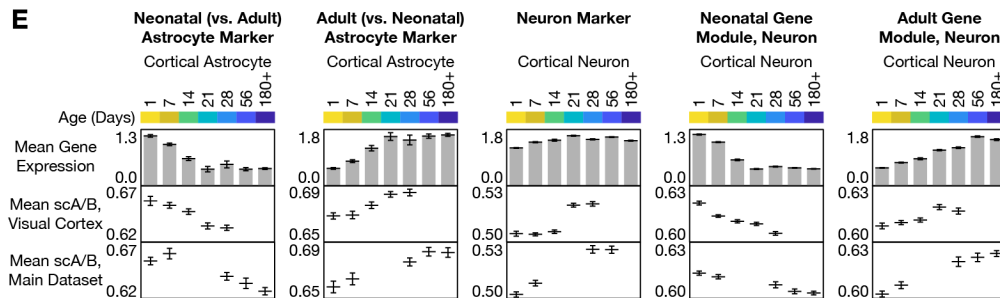 E
Neonatal (vs. Adult) Astrocyte Marker
Adult (vs. Neonatal) Astrocyte Marker
Neuron Marker
Neonatal Gene Module, Neuron
Adult Gene Module, Neuron
Cortical Astrocyte
Cortical Astrocyte
Cortical Neuron
Cortical Neuron
Cortical Neuron
1 7 14 21 28 56 180+
1 7 14 21 28 56 180+
1 7 14 21 28 56 180+
1 7 14 21 28 56 180+
1 7 14 21 28 56 180+
Age (Days)
Mean Gene Expression
1.3 0.0
1.8 0.0
1.8 0.0
1.3 0.0
1.8 0.0
Mean scA/B, Visual Cortex
0.67 0.62
0.69 0.65
0.53 0.50
0.63 0.60
0.63 0.60
Mean scA/B, Main Dataset
0.67 0.62
0.69 0.65
0.53 0.50
0.63 0.60
0.63 0.60